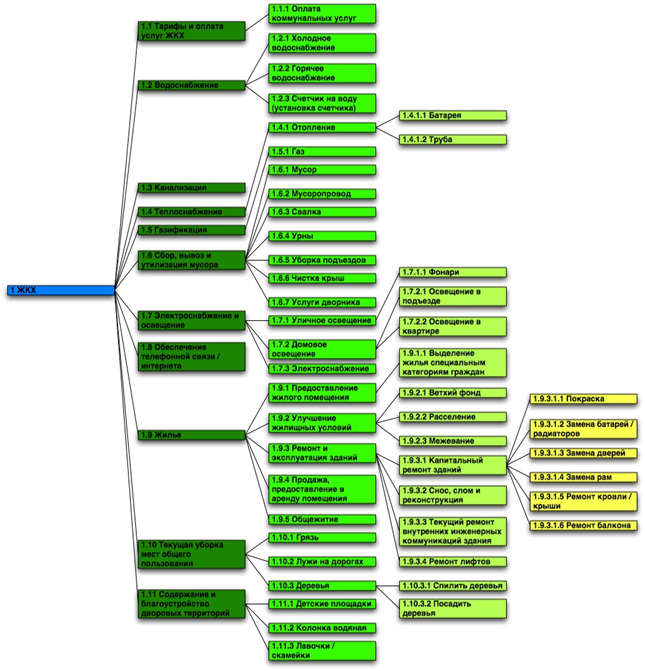 1 ЖКХ
1.1 Тарифы и оплата
услуг ЖКХ
1.1.1 Оплата
коммунальных услуг
1.2 Водоснабжение
1.2.1 Холодное
водоснабжение
1.2.2 Горячее
водоснабжение
1.2.3 Счетчик на воду
(установка счетчика)
1.3 Канализация
1.4 Теплоснабжение
1.4.1 Отопление
1.4.1.1 Батарея
1.4.1.2 Труба
1.5 Газификация
1.5.1 Газ
1.6 Сбор, вывоз и
утилизация мусора
1.6.1 Мусор
1.6.2 Мусоропровод
1.6.3 Свалка
1.6.4 Урны
1.6.5 Уборка подъездов
1.6.6 Чистка крыш
1.6.7 Услуги дворника
1.7 Электроснабжение и
освещение
1.7.1 Уличное освещение
1.7.1.1 Фонари
1.7.2 Домовое
освещение
1.7.2.1 Освещение в
подъезде
1.7.2.2 Освещение в
квартире
1.7.3 Электроснабжение
1.8 Обеспечение
телефонной связи /
интернета
1.9 Жилье
1.9.1 Предоставление
жилого помещения
1.9.1.1 Выделение
жилья специальным
категориям граждан
1.9.2 Улучшение
жилищных условий
1.9.2.1 Ветхий фонд
1.9.2.2 Расселение
1.9.2.3 Межевание
1.9.3 Ремонт и
эксплуатация зданий
1.9.3.1 Капитальный
ремонт зданий
1.9.3.1.1 Покраска
1.9.3.1.2 Замена батарей /
радиаторов
1.9.3.1.3 Замена дверей
1.9.3.1.4 Замена рам
1.9.3.1.5 Ремонт кровли /
крыши
1.9.3.1.6 Ремонт балкона
1.9.3.2 Снос, слом и
реконструкция
1.9.3.3 Текущий ремонт
внутренних инженерных
коммуникаций здания
1.9.3.4 Ремонт лифтов
1.9.4 Продажа,
предоставление в
аренду помещения
1.9.5 Общежитие
1.10 Текущая уборка
мест общего
пользования
1.10.1 Грязь
1.10.2 Лужи на дорогах
1.10.3 Деревья
1.10.3.1 Спилить деревья
1.10.3.2 Посадить
деревья
1.11 Содержание и
благоустройство
дворовых территорий
1.11.1 Детские площадки
1.11.2 Колонка водяная
1.11.3 Лавочки /
скамейки